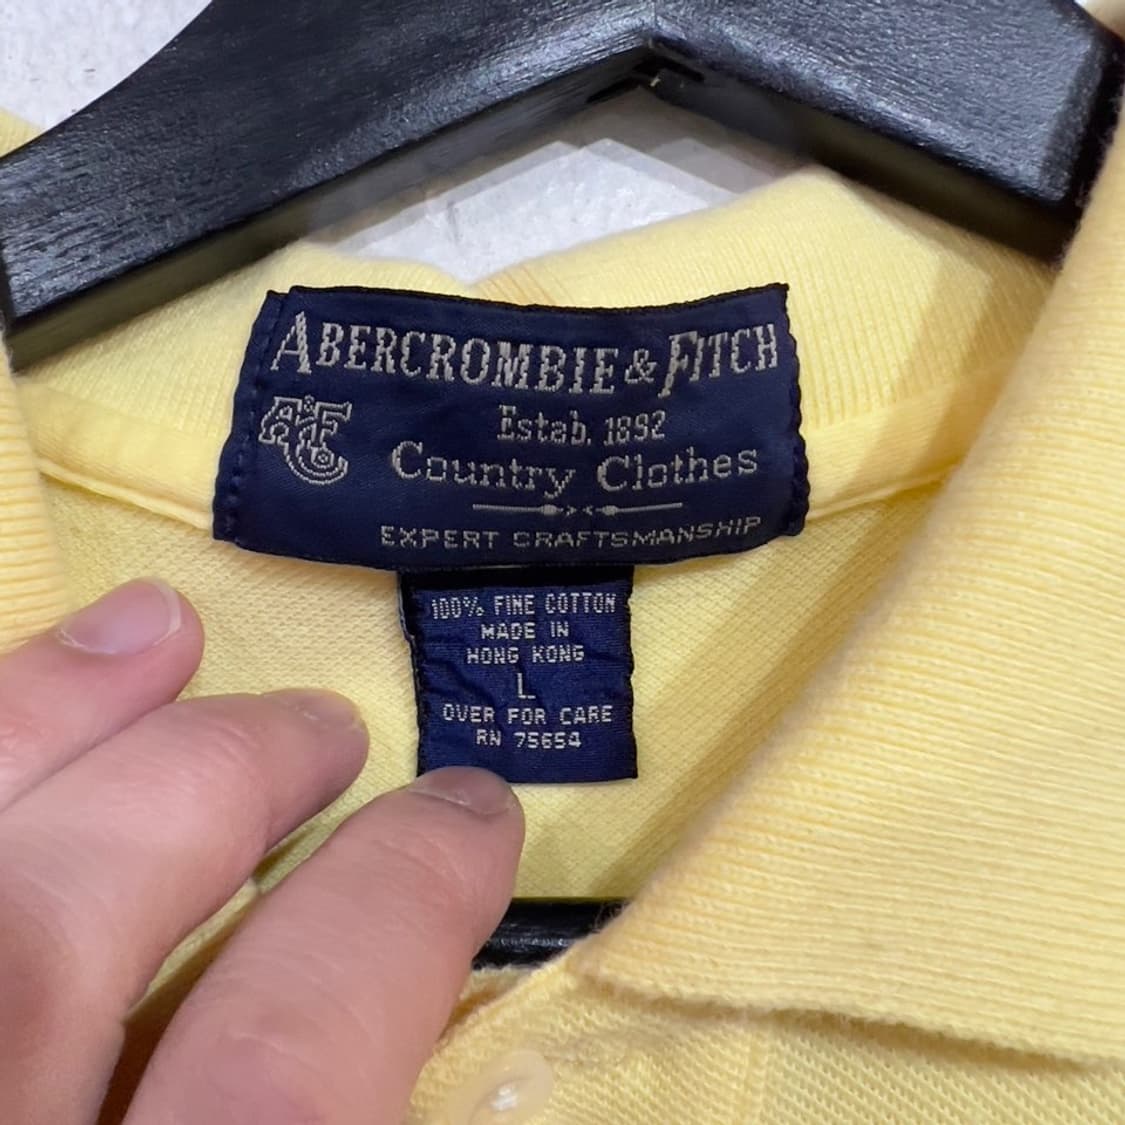 ABERCROMBIE & FITCH
A&F
Estab. 1892
Country Clothes
EXPERT CRAFTSMANSHIP
100% FINE COTTON
MADE IN
HONG KONG
L
OVER FOR CARE
RN 75654